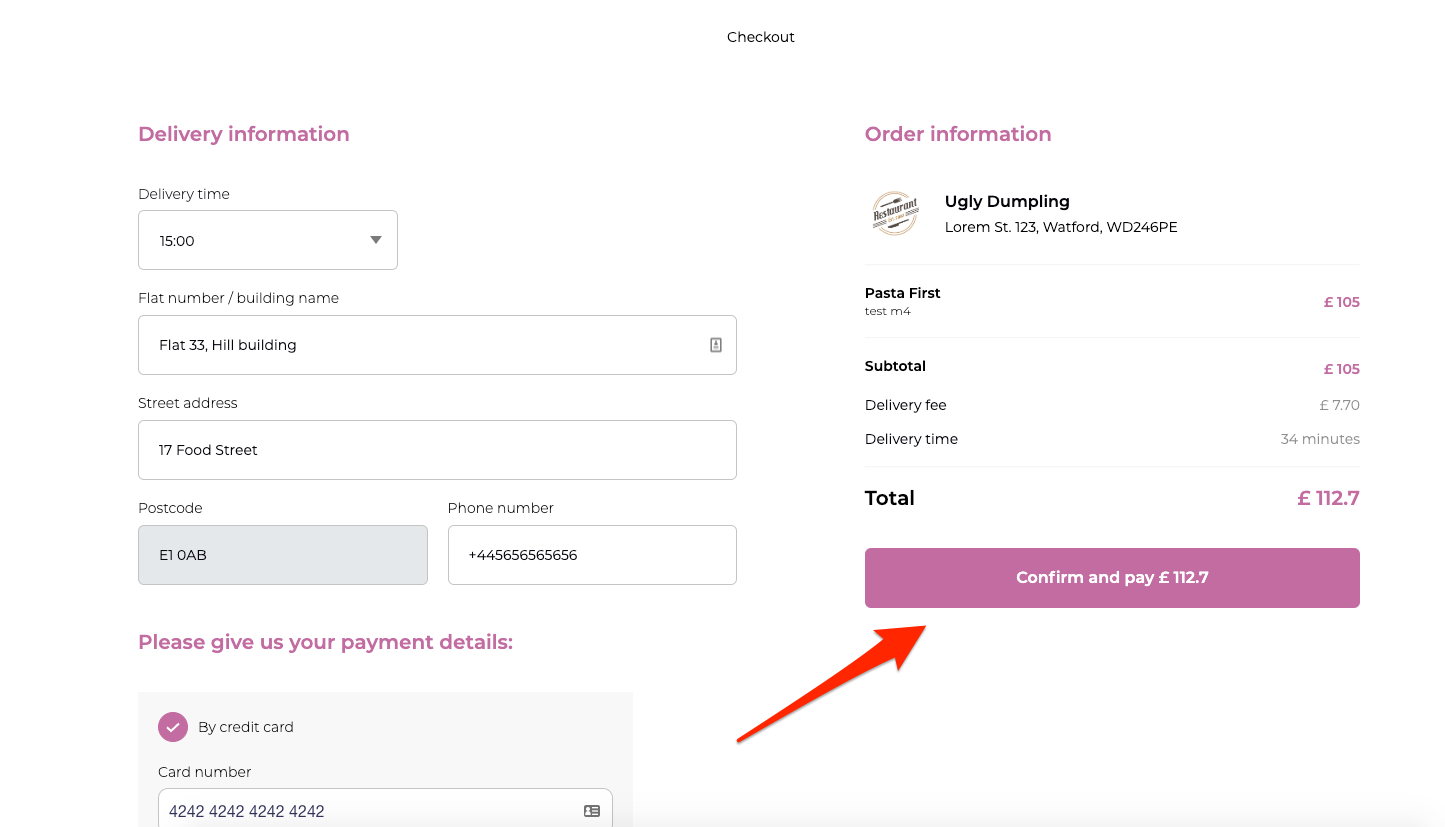 Checkout
Delivery information
Delivery time
15:00
Flat number / building name
Flat 33, Hill building
Street address
17 Food Street
Postcode
Phone number
E1 0AB
+445656565656
Please give us your payment details:
By credit card
Card number
4242 4242 4242 4242
Order information
Restaurant
Ugly Dumpling
Lorem St. 123, Watford, WD246PE
Pasta First
£ 105
test m4
Subtotal
£ 105
Delivery fee
£ 7.70
Delivery time
34 minutes
Total
£ 112.7
Confirm and pay £ 112.7